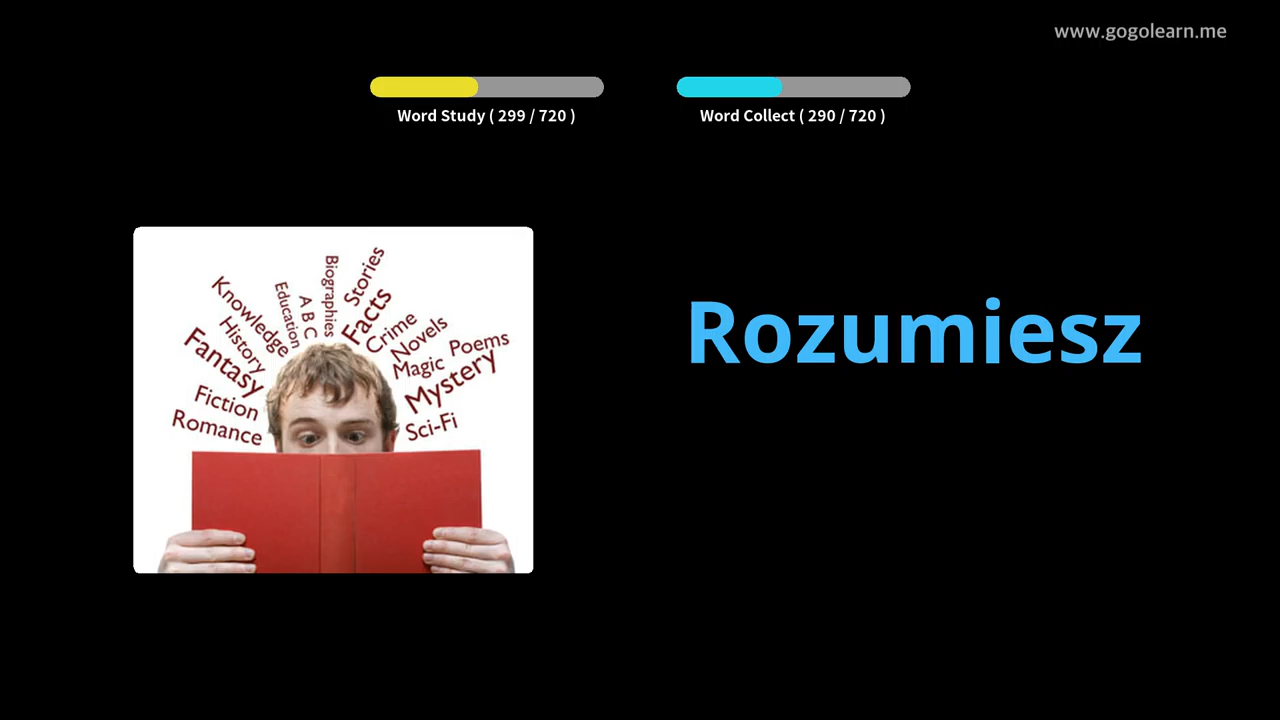 www.gogolearn.me
Word Study ( 299 / 720 )
Word Collect ( 290 / 720 )
Rozumiesz
Knowledge
History
Fantasy
Fiction
Romance
Education
A B C
Biographies
Stories
Facts
Crime
Novels
Magic
Poems
Mystery
Sci-Fi